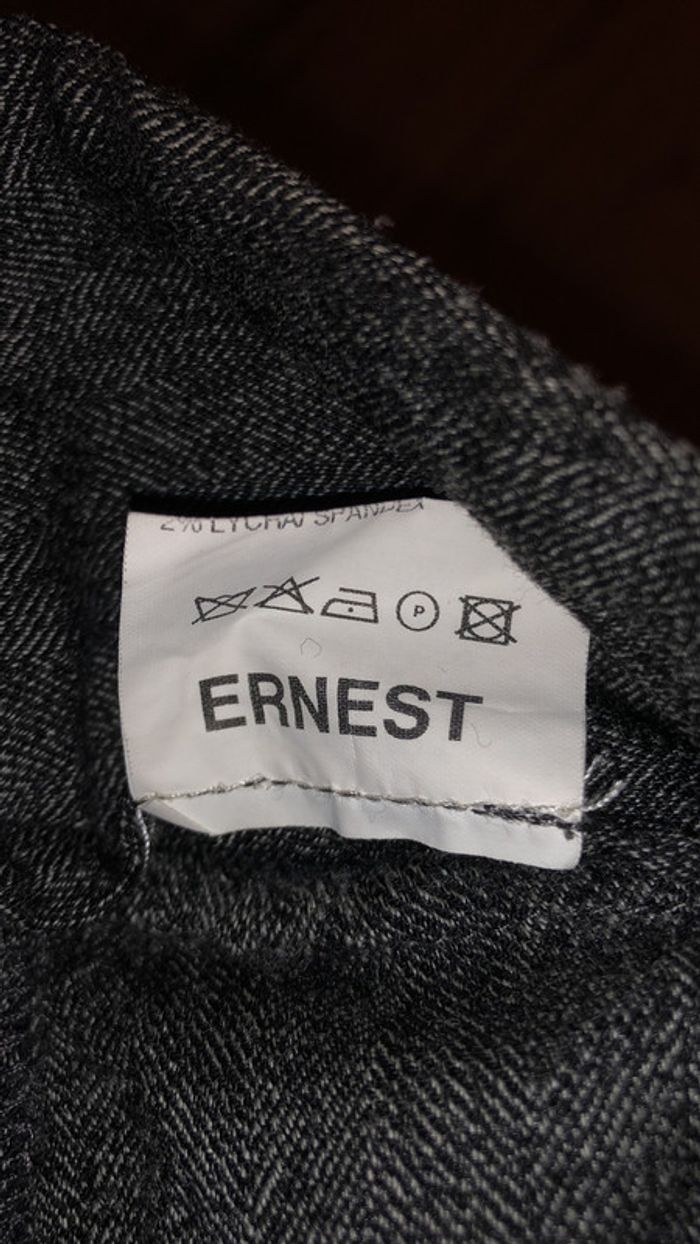 2% LYCRA/ SPANDEX
P
ERNEST